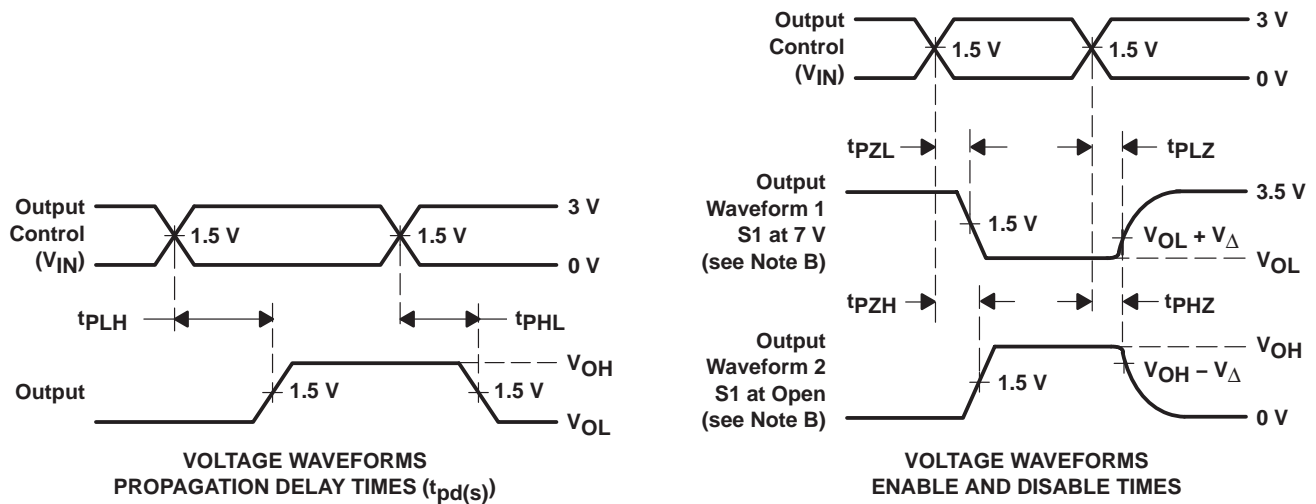 Output
Control
(VIN)
3 V
1.5 V
1.5 V
0 V
tPLH
tPHL
Output
1.5 V
1.5 V
VOH
VOL
VOLTAGE WAVEFORMS
PROPAGATION DELAY TIMES (tpd(s))
Output
Control
(VIN)
3 V
1.5 V
1.5 V
0 V
tPZL
tPLZ
Output
Waveform 1
S1 at 7 V
(see Note B)
1.5 V
3.5 V
VOL + VΔ
VOL
tPZH
tPHZ
Output
Waveform 2
S1 at Open
(see Note B)
1.5 V
VOH
VOH − VΔ
0 V
VOLTAGE WAVEFORMS
ENABLE AND DISABLE TIMES